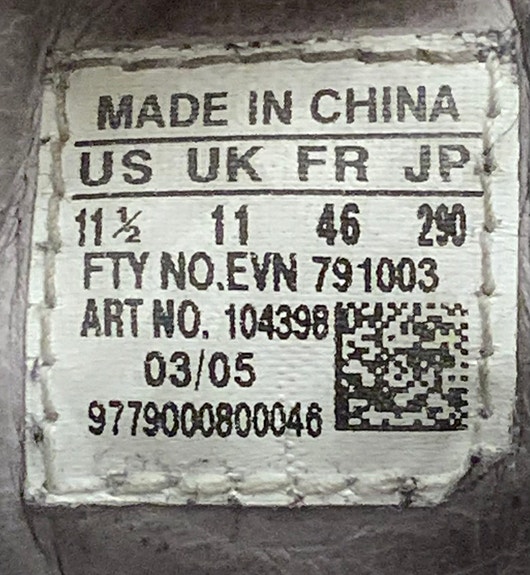 MADE IN CHINA
US UK FR JP
11 ½ 11 46 290
FTY NO.EVN 791003
ART NO. 104398
03/05
9779000800046